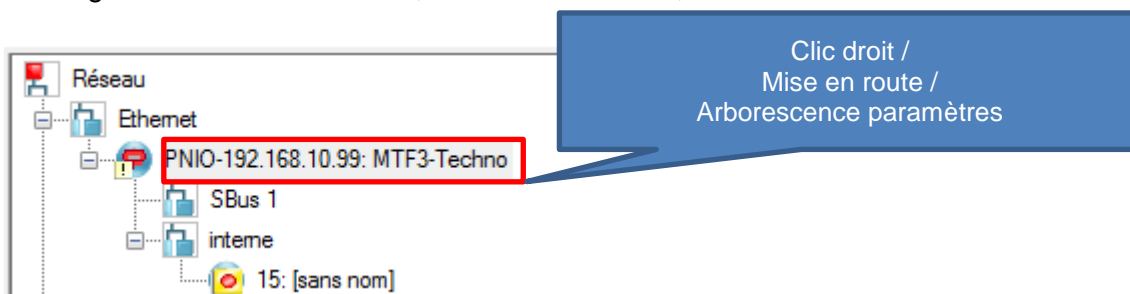 Clic droit /
Mise en route /
Arborescence paramètres
Réseau
Ethernet
PNIO-192.168.10.99: MTF3-Techno
SBus 1
interne
15: [sans nom]